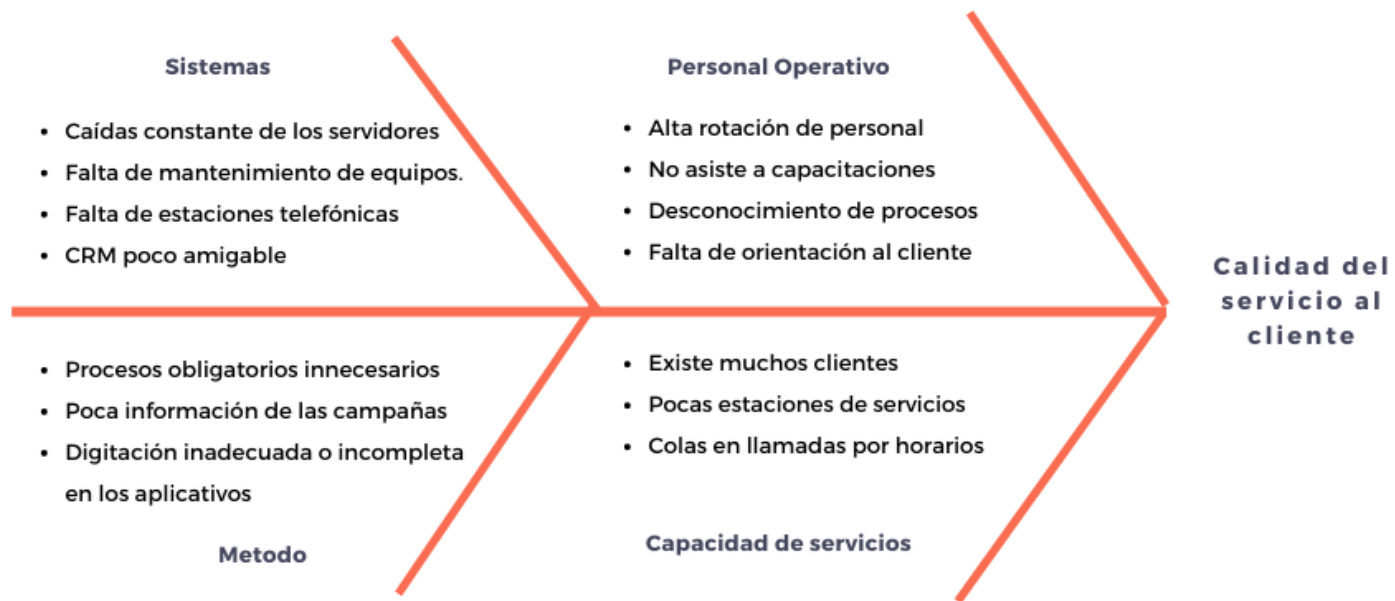 Sistemas
• Caídas constante de los servidores
• Falta de mantenimiento de equipos.
• Falta de estaciones telefónicas
• CRM poco amigable
Personal Operativo
• Alta rotación de personal
• No asiste a capacitaciones
• Desconocimiento de procesos
• Falta de orientación al cliente
• Procesos obligatorios innecesarios
• Poca información de las campañas
• Digitación inadecuada o incompleta
en los aplicativos
Metodo
• Existe muchos clientes
• Pocas estaciones de servicios
• Colas en llamadas por horarios
Capacidad de servicios
Calidad del
servicio al
cliente